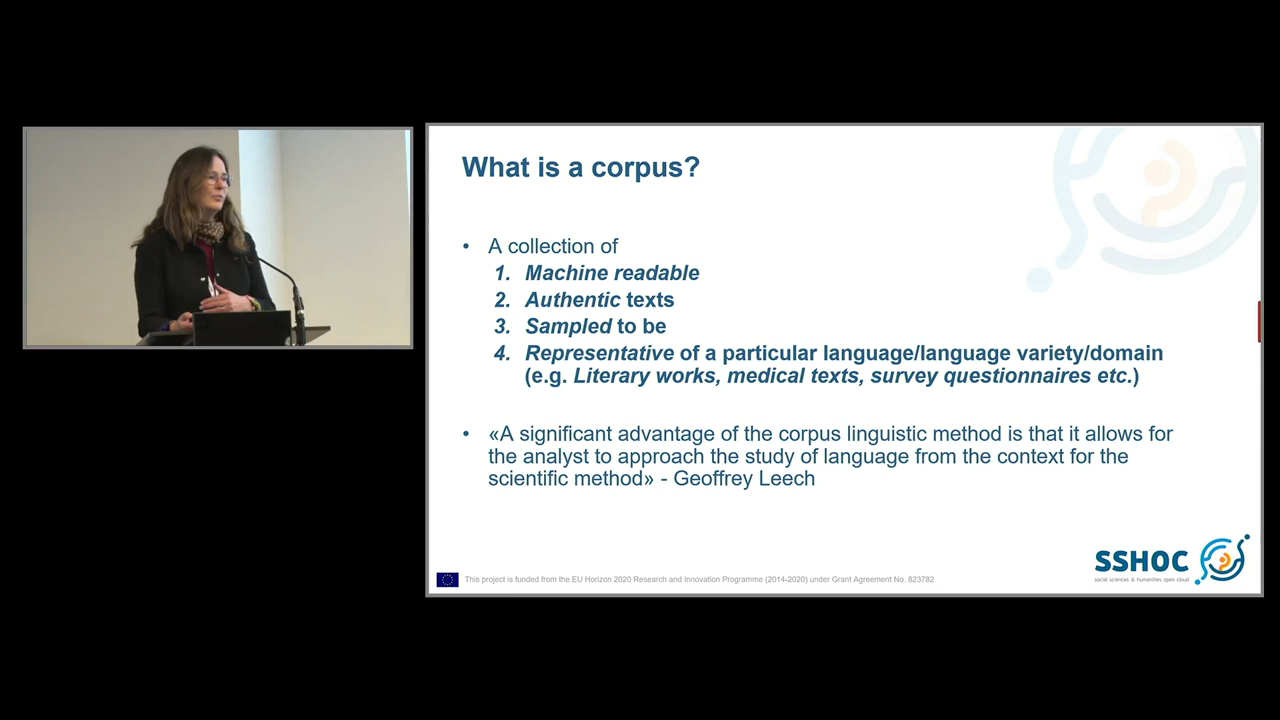 What is a corpus?
• A collection of
1. Machine readable
2. Authentic texts
3. Sampled to be
4. Representative of a particular language/language variety/domain
(e.g. Literary works, medical texts, survey questionnaires etc.)
• «A significant advantage of the corpus linguistic method is that it allows for
the analyst to approach the study of language from the context for the
scientific method» - Geoffrey Leech
SSHOC
social sciences & humanities open cloud
This project is funded from the EU Horizon 2020 Research and Innovation Programme (2014-2020) under Grant Agreement No. 823782